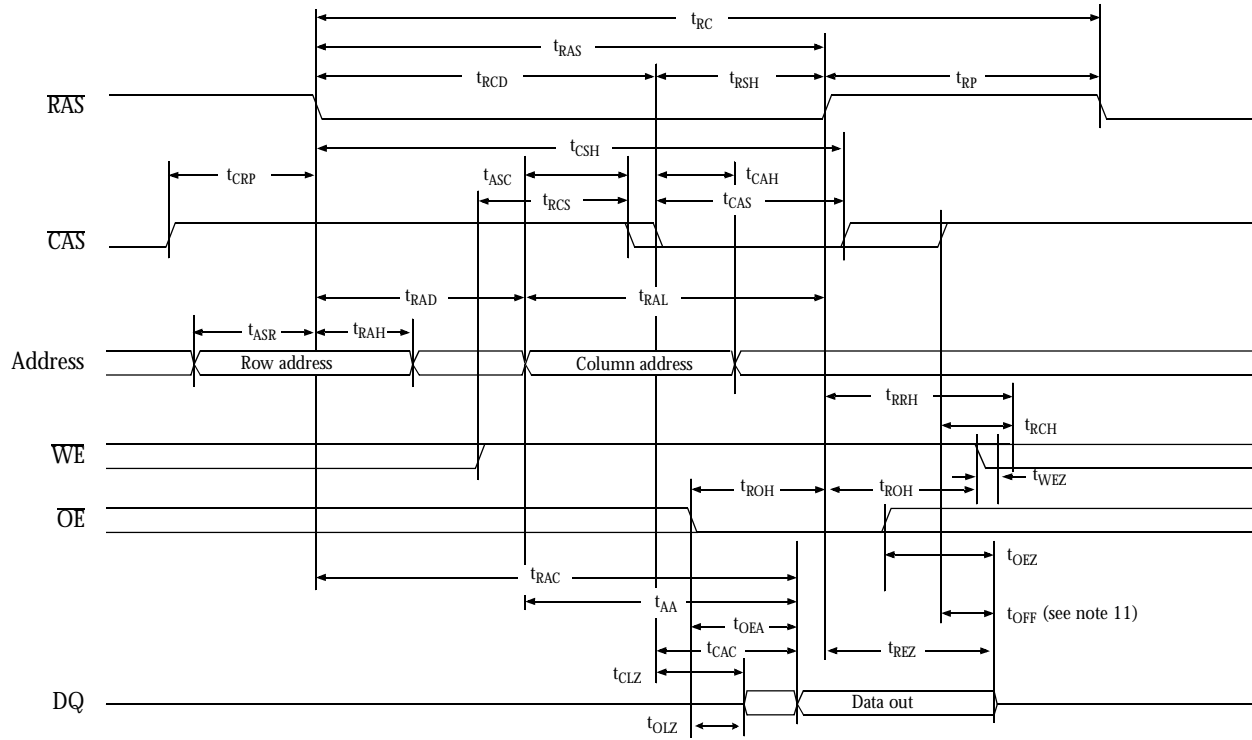 tRC
tRAS
tRCD tRSH tRP
RAS
tCSH
tCRP tASC tCAH
tRCS tCAS
CAS
tRAD tRAL
tASR tRAH
Address Row address Column address
tRRH
tRCH
WE
tWEZ
tROH tROH
OE
tOEZ
tRAC
tAA tOFF (see note 11)
tOEA
tCAC tREZ
tCLZ
DQ Data out
tOLZ